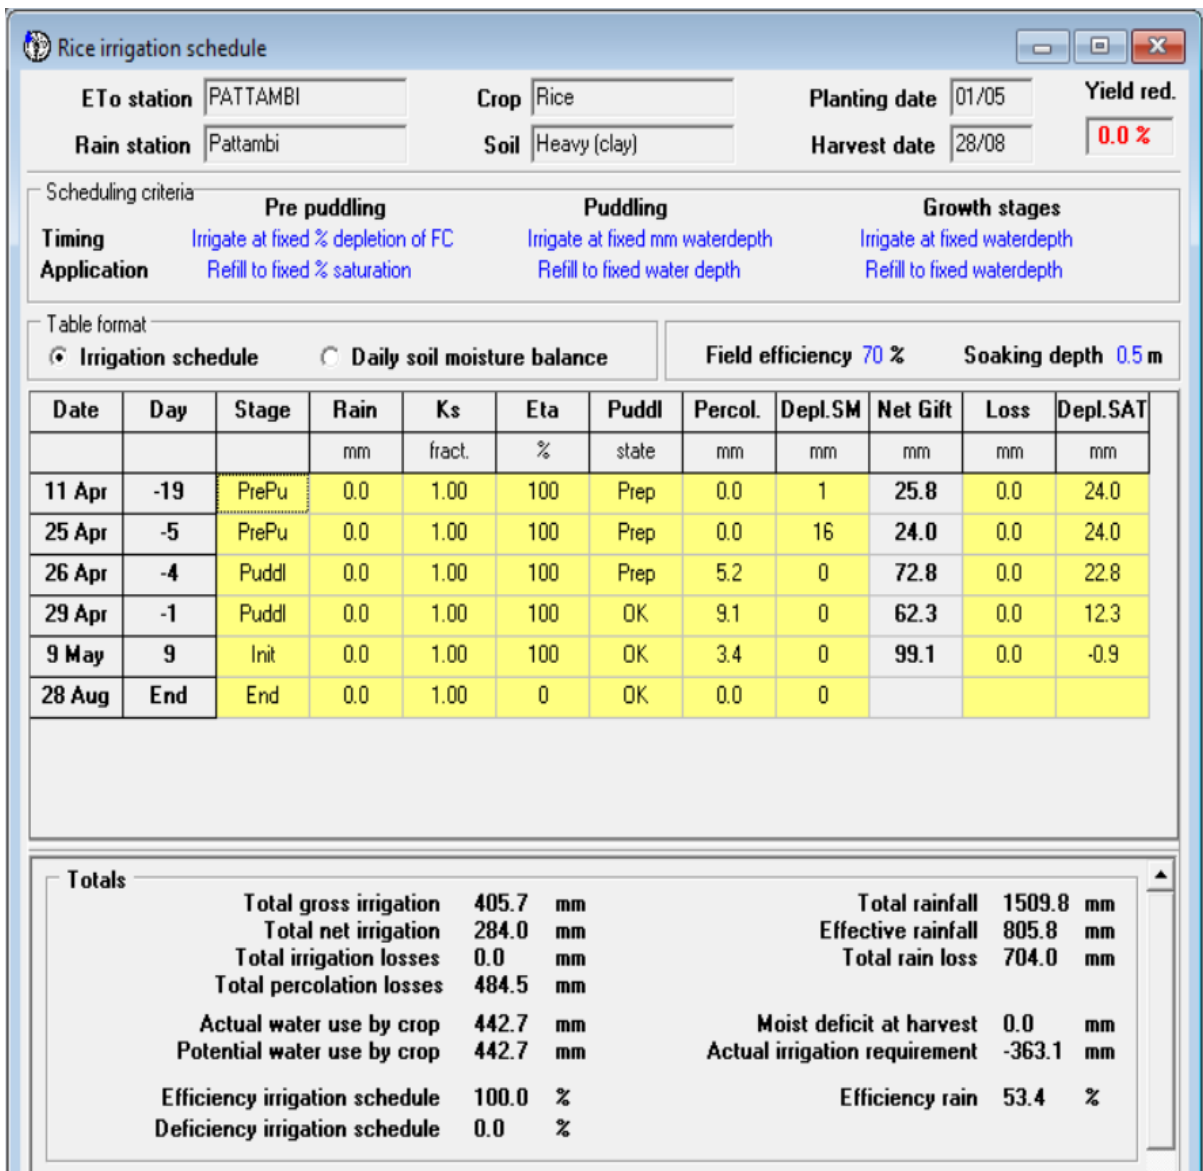 Rice irrigation schedule
ETo station PATTAMBI Crop Rice Planting date 01/05 Yield red.
Rain station Pattambi Soil Heavy (clay) Harvest date 28/08 0.0 %
Scheduling criteria
Pre puddling Puddling Growth stages
Timing Irrigate at fixed % depletion of FC Irrigate at fixed mm waterdepth Irrigate at fixed waterdepth
Application Refill to fixed % saturation Refill to fixed water depth Refill to fixed waterdepth
Table format
Irrigation schedule Daily soil moisture balance Field efficiency 70 % Soaking depth 0.5 m
Date Day Stage Rain Ks Eta Puddl Percol. Depl.SM Net Gift Loss Depl.SAT
mm fract. % state mm mm mm mm mm
11 Apr -19 PrePu 0.0 1.00 100 Prep 0.0 1 25.8 0.0 24.0
25 Apr -5 PrePu 0.0 1.00 100 Prep 0.0 16 24.0 0.0 24.0
26 Apr -4 Puddl 0.0 1.00 100 Prep 5.2 0 72.8 0.0 22.8
29 Apr -1 Puddl 0.0 1.00 100 OK 9.1 0 62.3 0.0 12.3
9 May 9 Init 0.0 1.00 100 OK 3.4 0 99.1 0.0 -0.9
28 Aug End End 0.0 1.00 0 OK 0.0 0
Totals
Total gross irrigation 405.7 mm Total rainfall 1509.8 mm
Total net irrigation 284.0 mm Effective rainfall 805.8 mm
Total irrigation losses 0.0 mm Total rain loss 704.0 mm
Total percolation losses 484.5 mm
Actual water use by crop 442.7 mm Moist deficit at harvest 0.0 mm
Potential water use by crop 442.7 mm Actual irrigation requirement -363.1 mm
Efficiency irrigation schedule 100.0 % Efficiency rain 53.4 %
Deficiency irrigation schedule 0.0 %